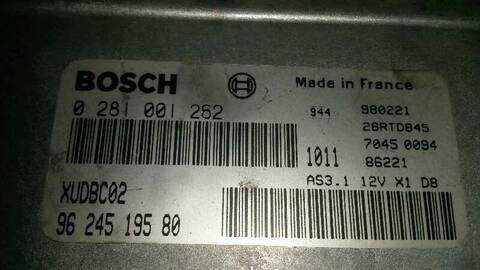 BOSCH
Made in France
0 281 001 262
944 980221
28RTD845
7045 0094
1011 86221
AS3.1 12V X1 D8
XUDBC02
96 245 195 80